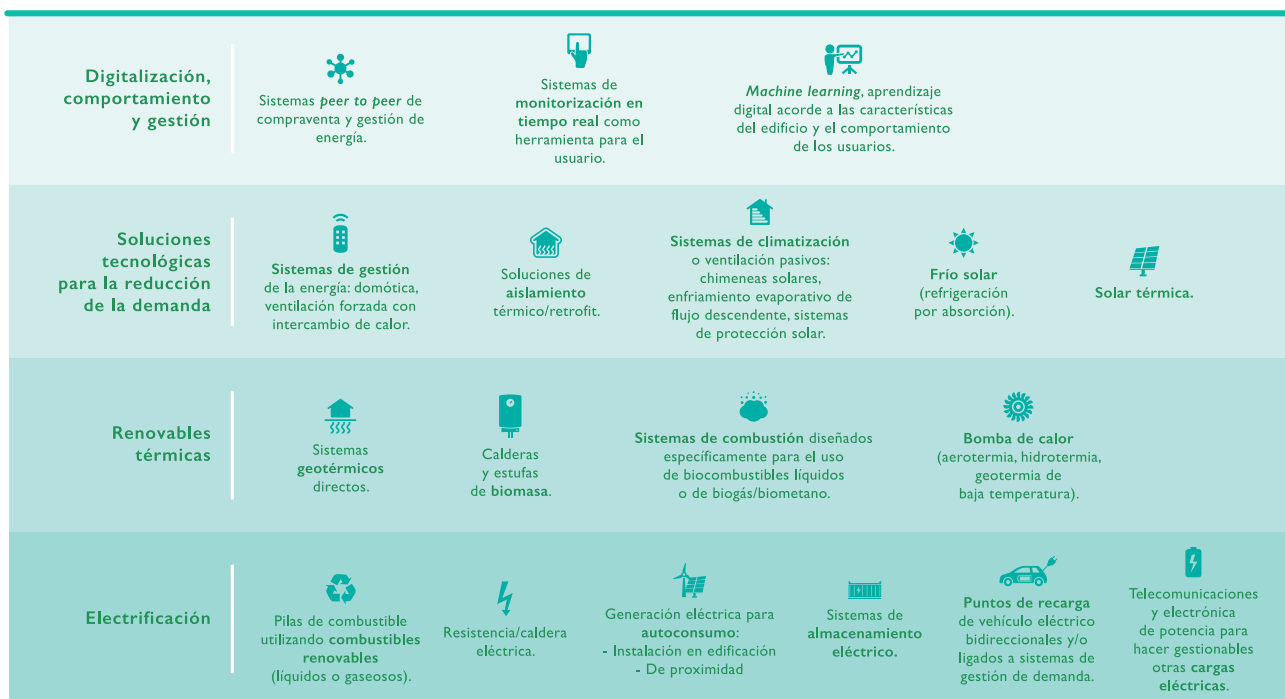 Digitalización,
comportamiento
y gestión
Sistemas peer to peer de
compraventa y gestión de
energía.
Sistemas de
monitorización en
tiempo real como
herramienta para el
usuario.
Machine learning, aprendizaje
digital acorde a las características
del edificio y el comportamiento
de los usuarios.
Soluciones
tecnológicas
para la reducción
de la demanda
Sistemas de gestión
de la energía: domótica,
ventilación forzada con
intercambio de calor.
Soluciones de
aislamiento
térmico/retrofit.
Sistemas de climatización
o ventilación pasivos:
chimeneas solares,
enfriamiento evaporativo de
flujo descendente, sistemas
de protección solar.
Frío solar
(refrigeración
por absorción).
Solar térmica.
Renovables
térmicas
Sistemas
geotérmicos
directos.
Calderas
y estufas
de biomasa.
Sistemas de combustión diseñados
específicamente para el uso
de biocombustibles líquidos
o de biogás/biometano.
Bomba de calor
(aerotermia, hidrotermia,
geotermia de
baja temperatura).
Electrificación
Pilas de combustible
utilizando combustibles
renovables
(líquidos o gaseosos).
Resistencia/caldera
eléctrica.
Generación eléctrica para
autoconsumo:
- Instalación en edificación
- De proximidad
Sistemas de
almacenamiento
eléctrico.
Puntos de recarga
de vehículo eléctrico
bidireccionales y/o
ligados a sistemas de
gestión de demanda.
Telecomunicaciones
y electrónica
de potencia para
hacer gestionables
otras cargas
eléctricas.